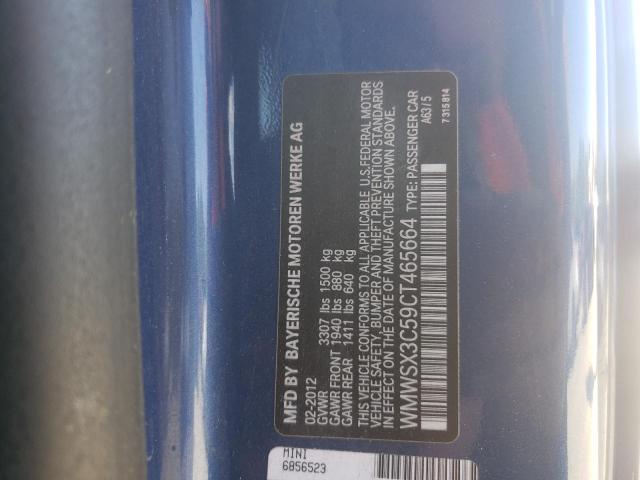 MFD BY BAYERISCHE MOTOREN WERKE AG
02-2012
GVWR 3307 lbs 1500 kg
GAWR FRONT 1940 lbs 880 kg
GAWR REAR 1411 lbs 640 kg
THIS VEHICLE CONFORMS TO ALL APPLICABLE U.S.FEDERAL MOTOR
VEHICLE SAFETY, BUMPER AND THEFT PREVENTION STANDARDS
IN EFFECT ON THE DATE OF MANUFACTURE SHOWN ABOVE.
WMWSX3C59CT465664 TYPE: PASSENGER CAR
A63/5
7315814
MINI
6856523